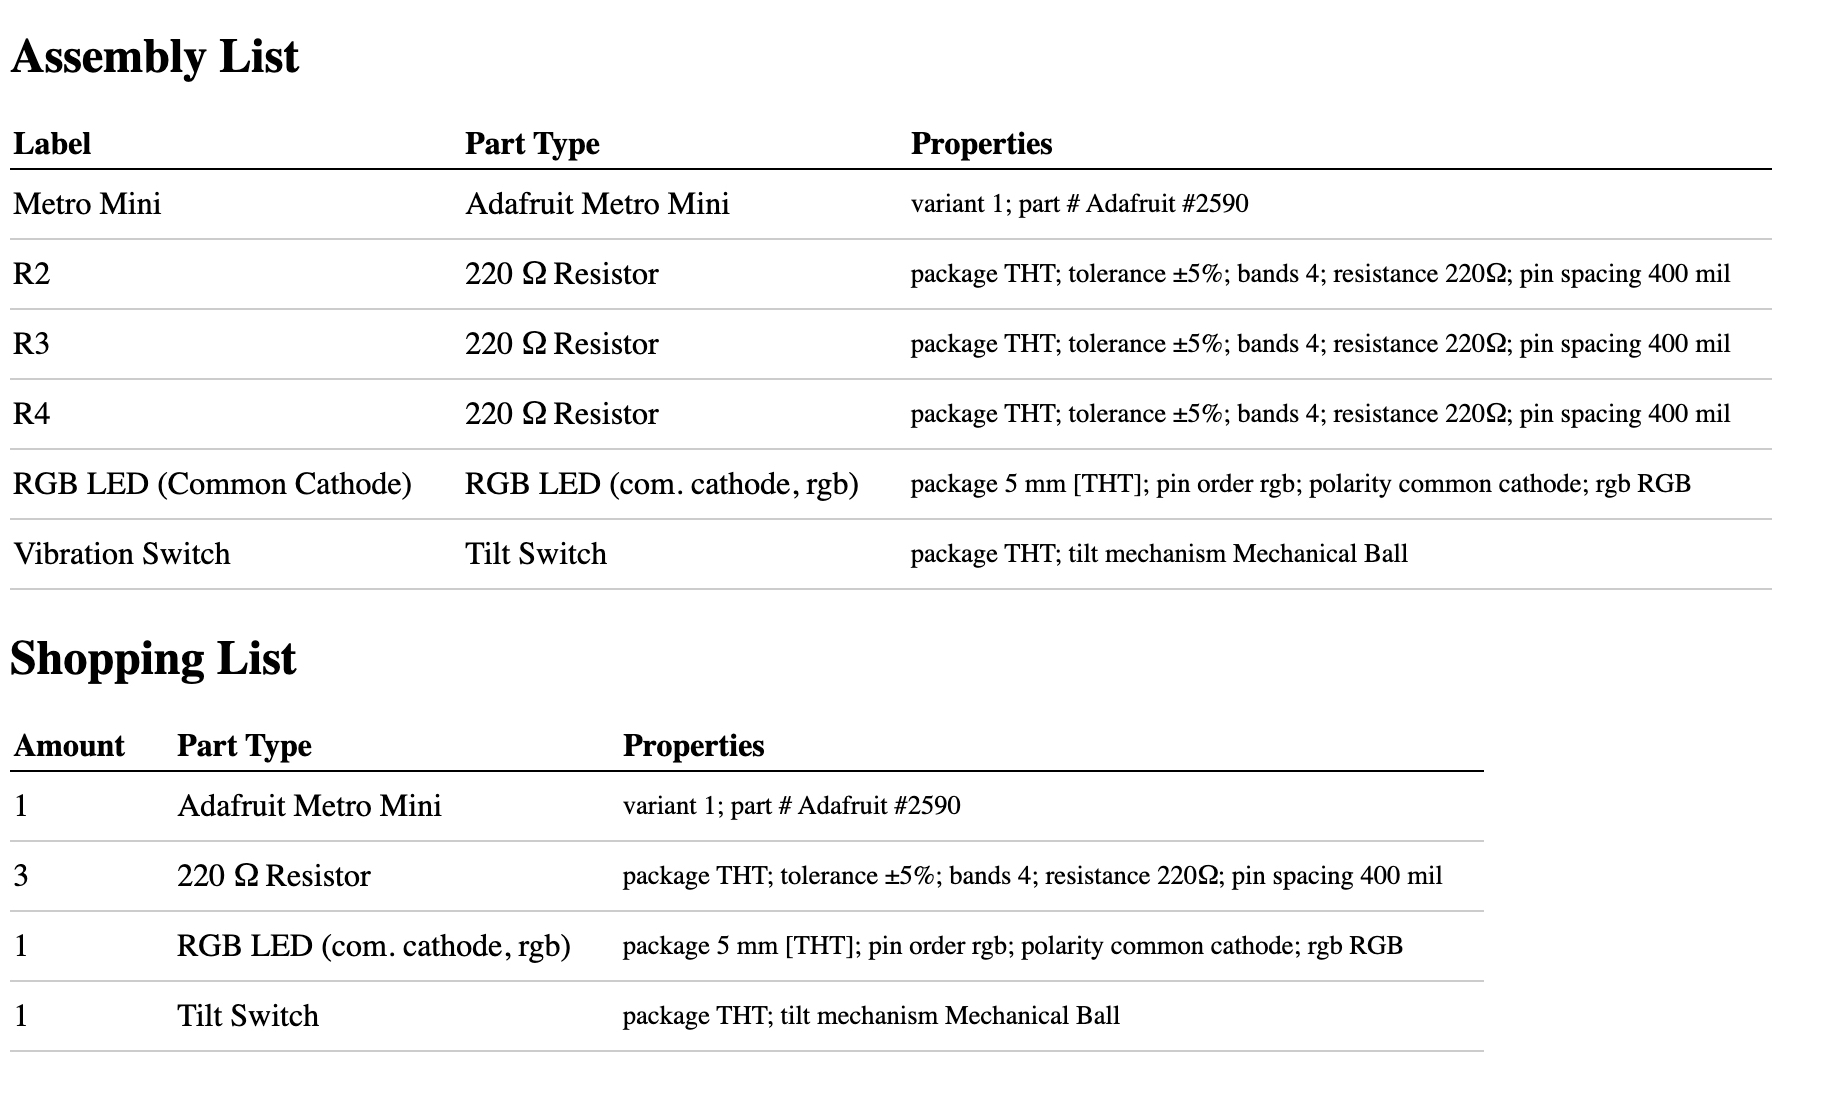 Assembly List
Label Part Type Properties
Metro Mini Adafruit Metro Mini variant 1; part # Adafruit #2590
R2 220 Ω Resistor package THT; tolerance ±5%; bands 4; resistance 220Ω; pin spacing 400 mil
R3 220 Ω Resistor package THT; tolerance ±5%; bands 4; resistance 220Ω; pin spacing 400 mil
R4 220 Ω Resistor package THT; tolerance ±5%; bands 4; resistance 220Ω; pin spacing 400 mil
RGB LED (Common Cathode) RGB LED (com. cathode, rgb) package 5 mm [THT]; pin order rgb; polarity common cathode; rgb RGB
Vibration Switch Tilt Switch package THT; tilt mechanism Mechanical Ball
Shopping List
Amount Part Type Properties
1 Adafruit Metro Mini variant 1; part # Adafruit #2590
3 220 Ω Resistor package THT; tolerance ±5%; bands 4; resistance 220Ω; pin spacing 400 mil
1 RGB LED (com. cathode, rgb) package 5 mm [THT]; pin order rgb; polarity common cathode; rgb RGB
1 Tilt Switch package THT; tilt mechanism Mechanical Ball